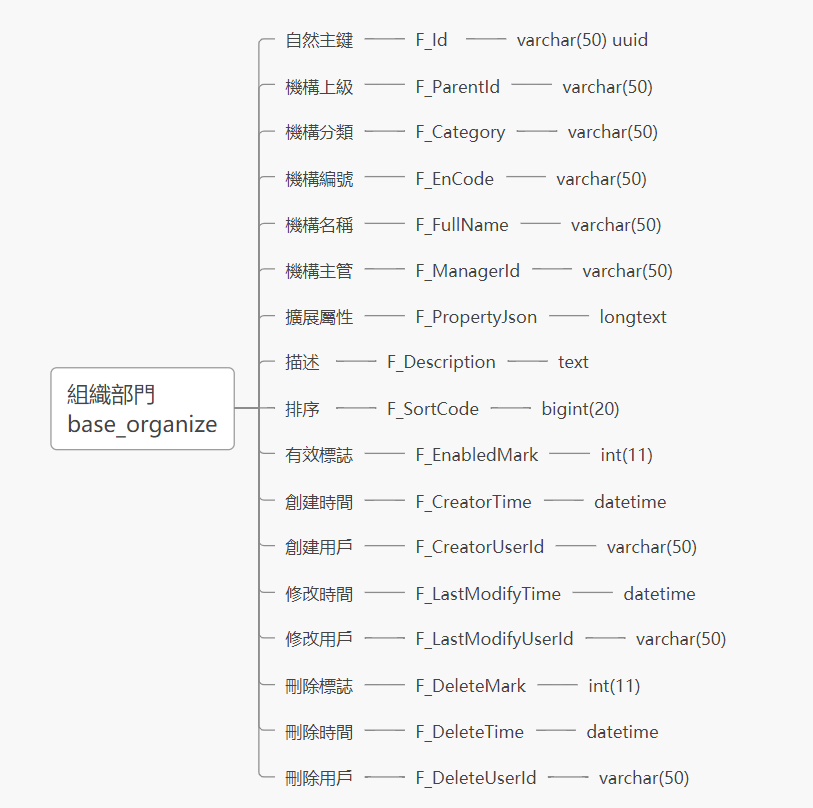 自然主鍵 F_Id varchar(50) uuid
機構上級 F_ParentId varchar(50)
機構分類 F_Category varchar(50)
機構編號 F_EnCode varchar(50)
機構名稱 F_FullName varchar(50)
機構主管 F_ManagerId varchar(50)
擴展屬性 F_PropertyJson longtext
描述 F_Description text
組織部門
base_organize
排序 F_SortCode bigint(20)
有效標誌 F_EnabledMark int(11)
創建時間 F_CreatorTime datetime
創建用戶 F_CreatorUserId varchar(50)
修改時間 F_LastModifyTime datetime
修改用戶 F_LastModifyUserId varchar(50)
刪除標誌 F_DeleteMark int(11)
刪除時間 F_DeleteTime datetime
刪除用戶 F_DeleteUserId varchar(50)